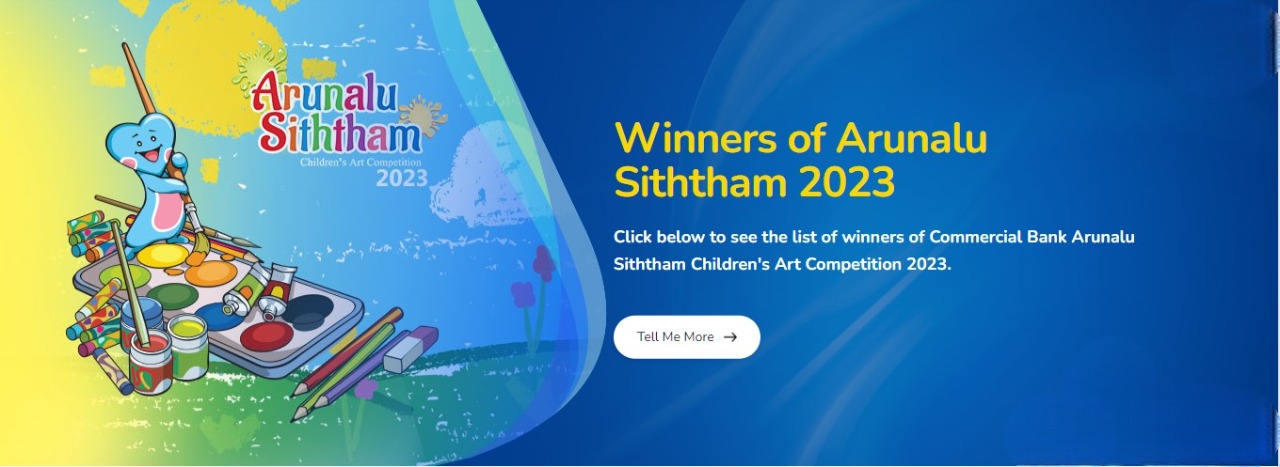 Arunalu
Siththam
Children's Art Competition
2023
Winners of Arunalu
Siththam 2023
Click below to see the list of winners of Commercial Bank Arunalu
Siththam Children's Art Competition 2023.
Tell Me More